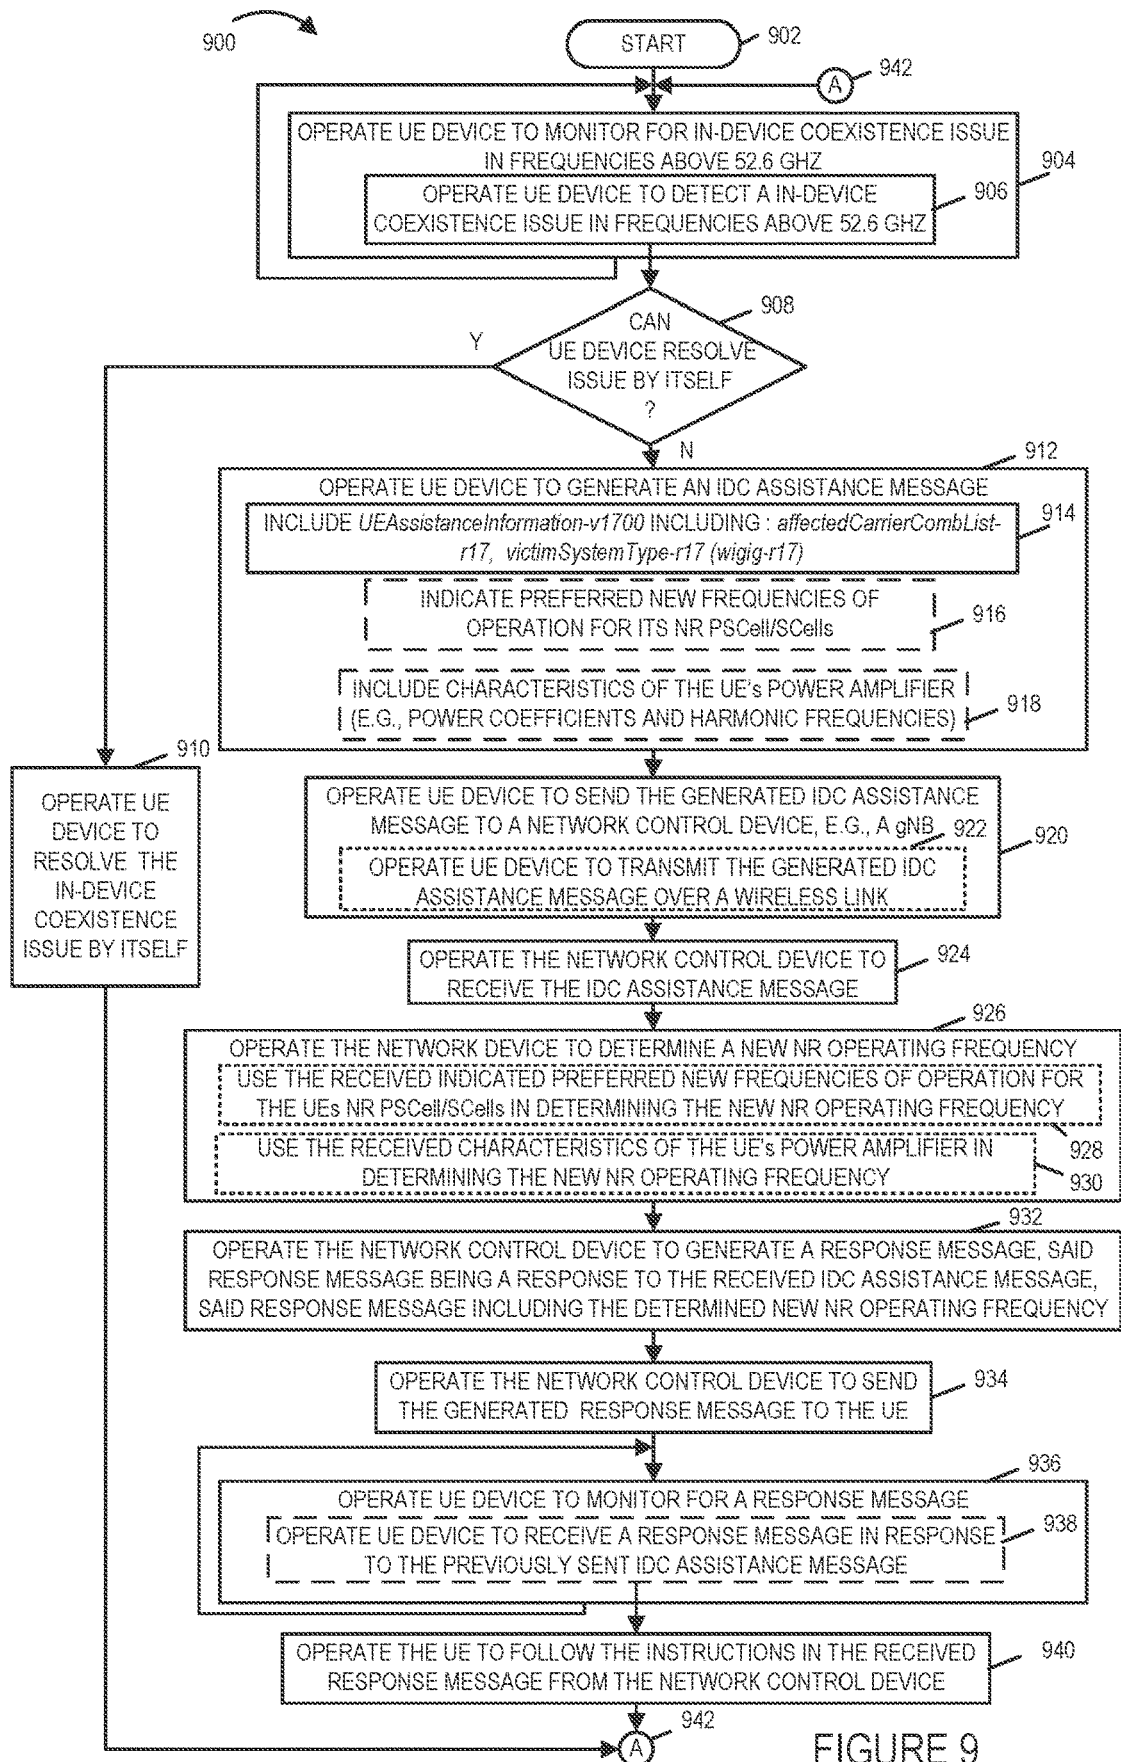 900
START
902
A
942
OPERATE UE DEVICE TO MONITOR FOR IN-DEVICE COEXISTENCE ISSUE
IN FREQUENCIES ABOVE 52.6 GHZ
904
OPERATE UE DEVICE TO DETECT A IN-DEVICE
COEXISTENCE ISSUE IN FREQUENCIES ABOVE 52.6 GHZ
906
CAN
UE DEVICE RESOLVE
ISSUE BY ITSELF
?
908
Y
N
912
OPERATE UE DEVICE TO GENERATE AN IDC ASSISTANCE MESSAGE
INCLUDE UEAssistanceInformation-v1700 INCLUDING : affectedCarrierCombList-
r17, victimSystemType-r17 (wigig-r17)
914
INDICATE PREFERRED NEW FREQUENCIES OF
OPERATION FOR ITS NR PSCell/SCells
916
INCLUDE CHARACTERISTICS OF THE UE's POWER AMPLIFIER
(E.G., POWER COEFFICIENTS AND HARMONIC FREQUENCIES)
918
910
OPERATE UE
DEVICE TO
RESOLVE THE
IN-DEVICE
COEXISTENCE
ISSUE BY ITSELF
OPERATE UE DEVICE TO SEND THE GENERATED IDC ASSISTANCE
MESSAGE TO A NETWORK CONTROL DEVICE, E.G., A gNB
922
920
OPERATE UE DEVICE TO TRANSMIT THE GENERATED IDC
ASSISTANCE MESSAGE OVER A WIRELESS LINK
OPERATE THE NETWORK CONTROL DEVICE TO
RECEIVE THE IDC ASSISTANCE MESSAGE
924
926
OPERATE THE NETWORK DEVICE TO DETERMINE A NEW NR OPERATING FREQUENCY
USE THE RECEIVED INDICATED PREFERRED NEW FREQUENCIES OF OPERATION FOR
THE UEs NR PSCell/SCells IN DETERMINING THE NEW NR OPERATING FREQUENCY
928
USE THE RECEIVED CHARACTERISTICS OF THE UE's POWER AMPLIFIER IN
DETERMINING THE NEW NR OPERATING FREQUENCY
930
932
OPERATE THE NETWORK CONTROL DEVICE TO GENERATE A RESPONSE MESSAGE, SAID
RESPONSE MESSAGE BEING A RESPONSE TO THE RECEIVED IDC ASSISTANCE MESSAGE,
SAID RESPONSE MESSAGE INCLUDING THE DETERMINED NEW NR OPERATING FREQUENCY
OPERATE THE NETWORK CONTROL DEVICE TO SEND
THE GENERATED RESPONSE MESSAGE TO THE UE
934
936
OPERATE UE DEVICE TO MONITOR FOR A RESPONSE MESSAGE
OPERATE UE DEVICE TO RECEIVE A RESPONSE MESSAGE IN RESPONSE
TO THE PREVIOUSLY SENT IDC ASSISTANCE MESSAGE
938
OPERATE THE UE TO FOLLOW THE INSTRUCTIONS IN THE RECEIVED
RESPONSE MESSAGE FROM THE NETWORK CONTROL DEVICE
940
942
A
FIGURE 9